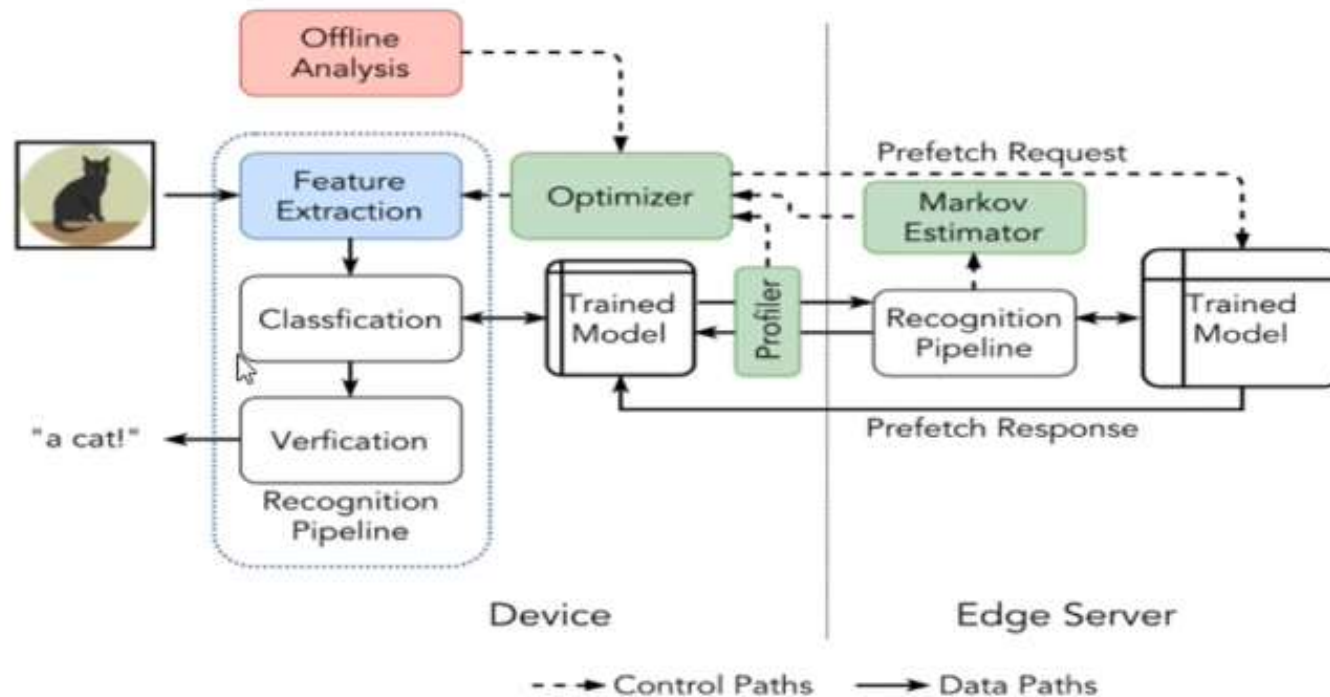 Offline
Analysis
Prefetch Request
Feature
Extraction
Optimizer
Markov
Estimator
Classfication
Trained
Model
Profiler
Recognition
Pipeline
Trained
Model
"a cat!"
Verfication
Prefetch Response
Recognition
Pipeline
Device
Edge Server
Control Paths
Data Paths